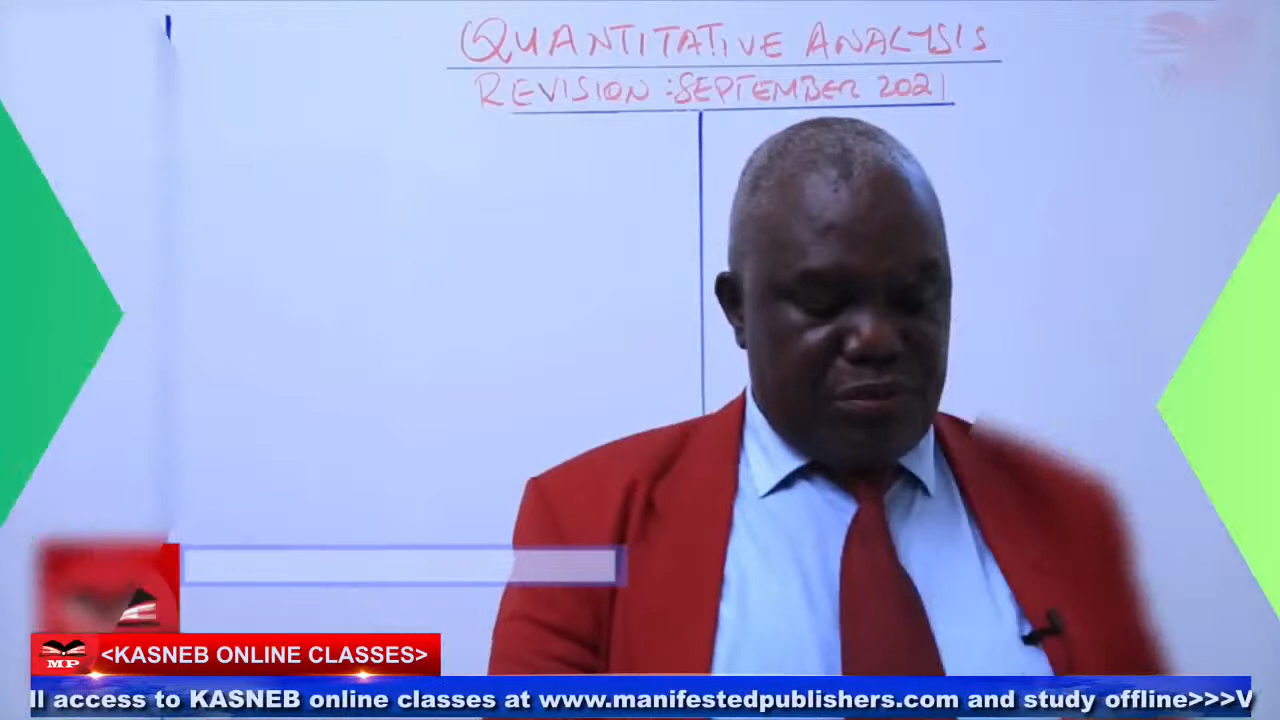 QUANTITATIVE ANALYSIS
REVISION :SEPTEMBER 2021
MP
<KASNEB ONLINE CLASSES>
ll access to KASNEB online classes at www.manifestedpublishers.com and study offline>>>V